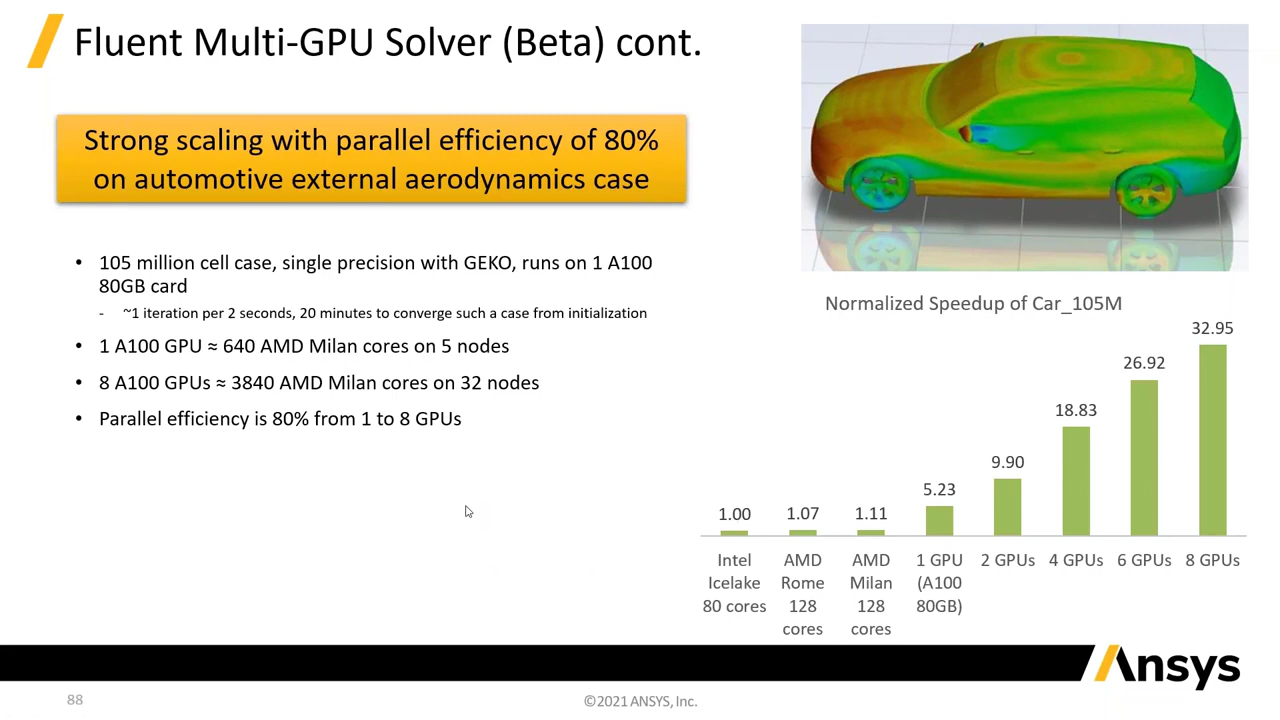 Fluent Multi-GPU Solver (Beta) cont.
Strong scaling with parallel efficiency of 80%
on automotive external aerodynamics case
• 105 million cell case, single precision with GEKO, runs on 1 A100
80GB card
- ~1 iteration per 2 seconds, 20 minutes to converge such a case from initialization
• 1 A100 GPU ≈ 640 AMD Milan cores on 5 nodes
• 8 A100 GPUs ≈ 3840 AMD Milan cores on 32 nodes
• Parallel efficiency is 80% from 1 to 8 GPUs
Normalized Speedup of Car_105M
1.00 1.07 1.11 5.23 9.90 18.83 26.92 32.95
Intel
Icelake
80 cores
AMD
Rome
128
cores
AMD
Milan
128
cores
1 GPU
(A100
80GB)
2 GPUs
4 GPUs
6 GPUs
8 GPUs
Ansys
88
©2021 ANSYS, Inc.